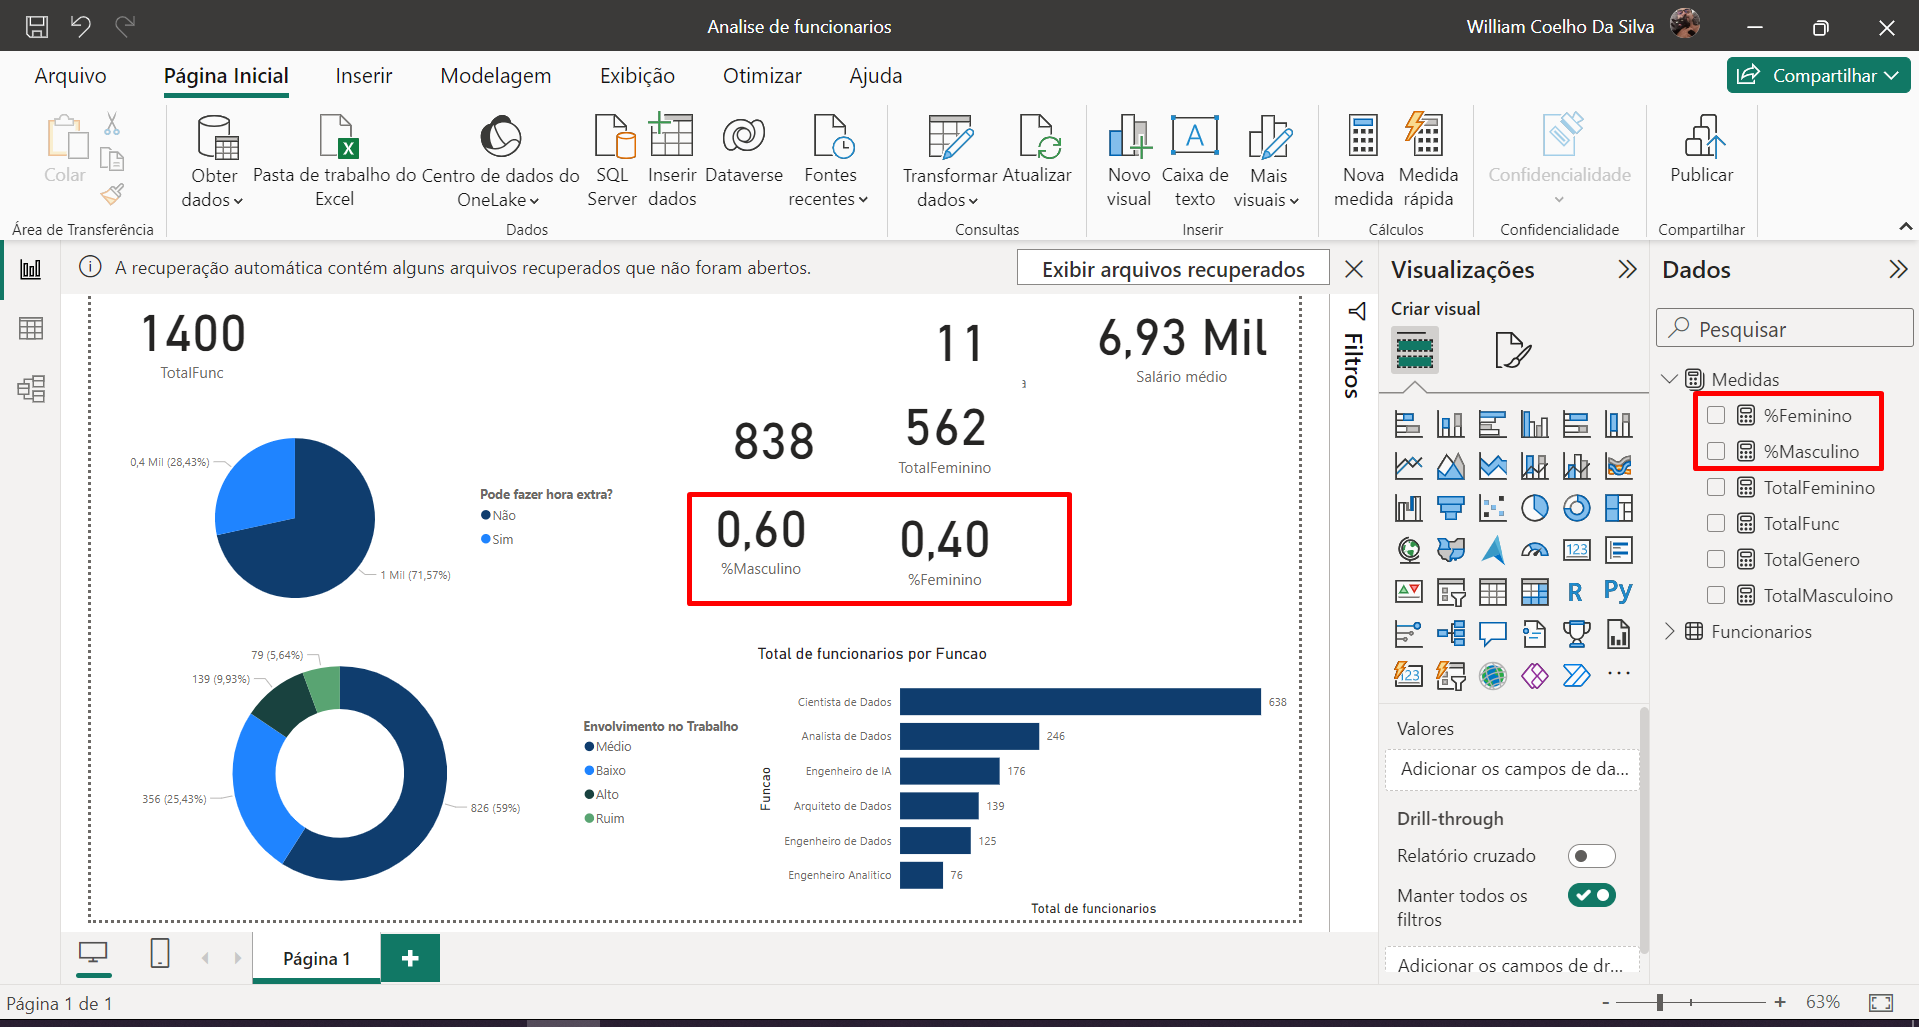 Analise de funcionarios
William Coelho Da Silva
Arquivo
Página Inicial
Inserir
Modelagem
Exibição
Otimizar
Ajuda
Compartilhar
Colar
Obter
dados
Pasta de trabalho do
Excel
Centro de dados do
OneLake
SQL
Server
Inserir
dados
Dataverse
Fontes
recentes
Transformar
dados
Atualizar
Novo
visual
A
Caixa de
texto
Mais
visuais
Nova
medida
Medida
rápida
Confidencialidade
Publicar
Área de Transferência
Dados
Consultas
Inserir
Cálculos
Confidencialidade
Compartilhar
A recuperação automática contém alguns arquivos recuperados que não foram abertos.
Exibir arquivos recuperados
1400
TotalFunc
11
a
6,93 Mil
Salário médio
838
562
TotalFeminino
0,60
%Masculino
0,40
%Feminino
0,4 Mil (28,43%)
1 Mil (71,57%)
Pode fazer hora extra?
Não
Sim
79 (5,64%)
139 (9,93%)
356 (25,43%)
826 (59%)
Envolvimento no Trabalho
Médio
Baixo
Alto
Ruim
Total de funcionarios por Funcao
Funcao
Cientista de Dados
638
Analista de Dados
246
Engenheiro de IA
176
Arquiteto de Dados
139
Engenheiro de Dados
125
Engenheiro Analitico
76
Total de funcionarios
Filtros
Visualizações
Criar visual
123
R
Py
123
Valores
Adicionar os campos de da...
Drill-through
Relatório cruzado
Manter todos os
filtros
Adicionar os campos de dr...
Dados
Pesquisar
Medidas
%Feminino
%Masculino
TotalFeminino
TotalFunc
TotalGenero
TotalMasculoino
Funcionarios
Página 1
Página 1 de 1
- + 63%